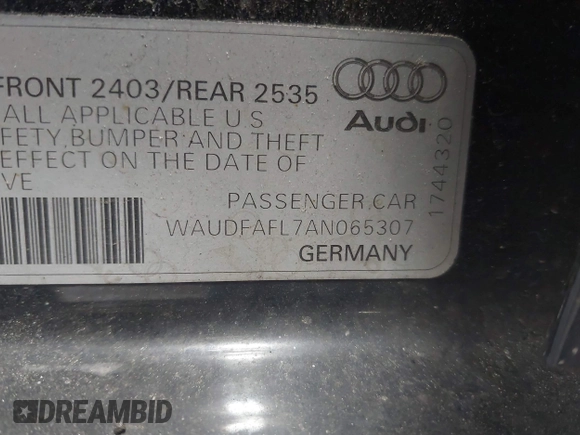 FRONT 2403/REAR 2535
ALL APPLICABLE U S
FETY, BUMPER AND THEFT
EFFECT ON THE DATE OF
VE
PASSENGER CAR
WAUDFAFL7AN065307
GERMANY
Audi
1744320
DREAMBID